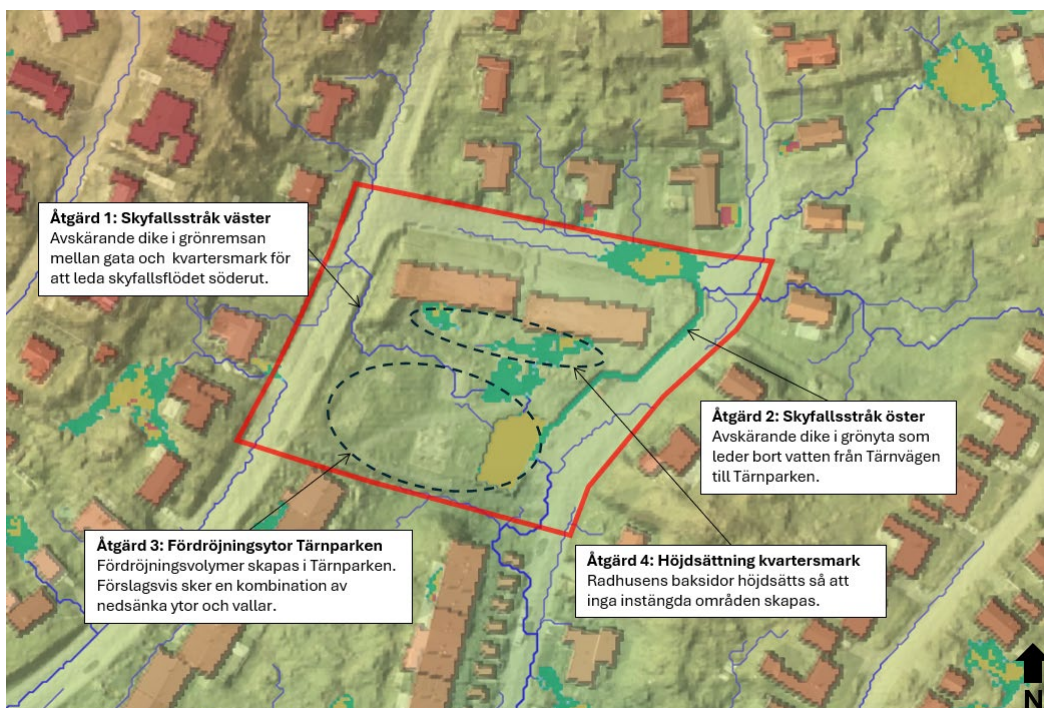 Åtgärd 1: Skyfallsstråk väster
Avskärande dike i grönremsan
mellan gata och kvartersmark för
att leda skyfallsflödet söderut.
Åtgärd 2: Skyfallsstråk öster
Avskärande dike i grönyta som
leder bort vatten från Tärnvägen
till Tärnparken.
Åtgärd 3: Fördröjningsytor Tärnparken
Fördröjningsvolymer skapas i Tärnparken.
Förslagsvis sker en kombination av
nedsänka ytor och vallar.
Åtgärd 4: Höjdsättning kvartersmark
Radhusens baksidor höjdsätts så att
inga instängda områden skapas.
N